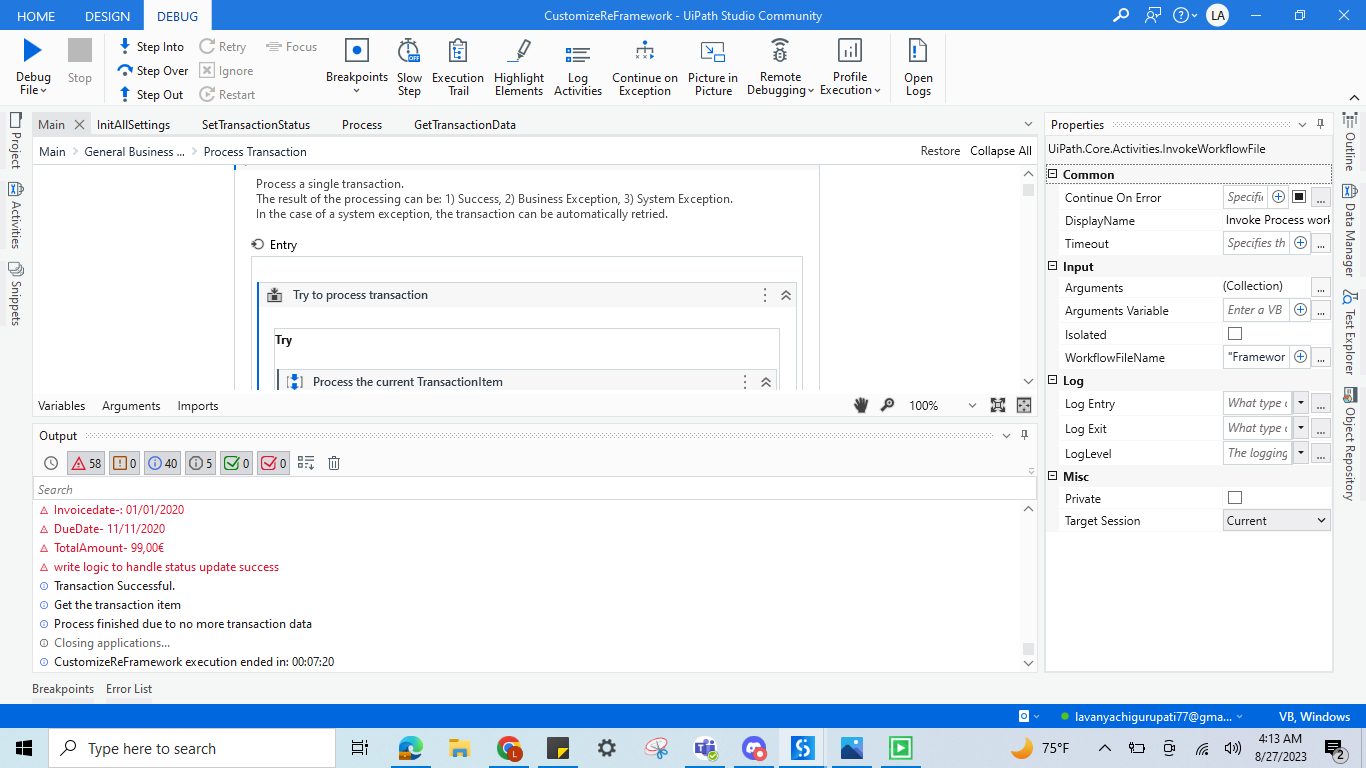 HOME DESIGN DEBUG CustomizeReFramework - UiPath Studio Community LA
Debug File Stop Step Into Step Over Step Out Retry Ignore Restart Focus Breakpoints Slow Step Execution Trail Highlight Elements Log Activities Continue on Exception Picture in Picture Remote Debugging Profile Execution Open Logs
OFF
Project
Activities
Snippets
Main InitAllSettings SetTransactionStatus Process GetTransactionData
Main General Business ... Process Transaction Restore Collapse All
Process a single transaction.
The result of the processing can be: 1) Success, 2) Business Exception, 3) System Exception.
In the case of a system exception, the transaction can be automatically retried.
Entry
Try to process transaction
Try
Process the current TransactionItem
Variables Arguments Imports 100%
Output
58 0 40 5 0 0
Search
Invoicedate-: 01/01/2020
DueDate- 11/11/2020
TotalAmount- 99,00€
write logic to handle status update success
Transaction Successful.
Get the transaction item
Process finished due to no more transaction data
Closing applications...
CustomizeReFramework execution ended in: 00:07:20
Breakpoints Error List
Properties
UiPath.Core.Activities.InvokeWorkflowFile
Common
Continue On Error Specifi ...
DisplayName Invoke Process work
Timeout Specifies th ...
Input
Arguments (Collection) ...
Arguments Variable Enter a VB ...
Isolated
WorkflowFileName "Framewor ...
Log
Log Entry What type ...
Log Exit What type ...
LogLevel The logging ...
Misc
Private
Target Session Current
Outline
Data Manager
Test Explorer
Object Repository
lavanyachigurupati77@gma... VB, Windows
Type here to search 75°F 4:13 AM
8/27/2023 2